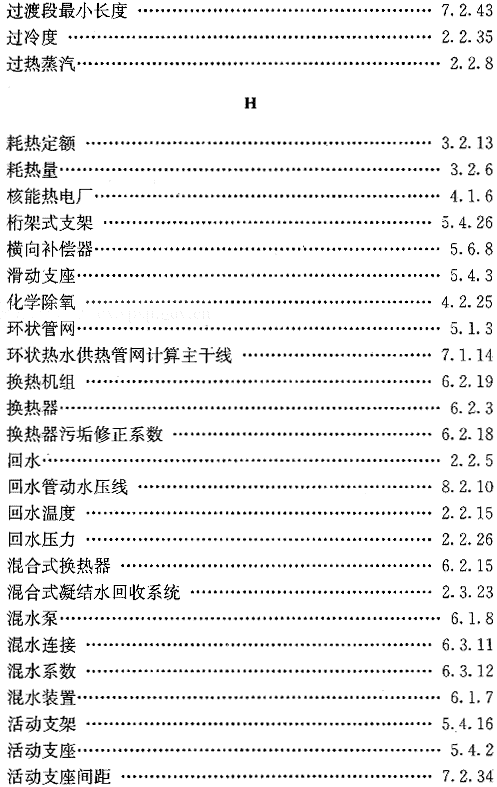 过渡段最小长度 ………………………………………… 7.2.43
过冷度 ………………………………………… 2.2.35
过热蒸汽………………………………………… 2.2.8
H
耗热定额 ………………………………………… 3.2.13
耗热量………………………………………… 3.2.6
核能热电厂………………………………………… 4.1.6
桁架式支架 ………………………………………… 5.4.26
横向补偿器………………………………………… 5.6.8
滑动支座………………………………………… 5.4.3
化学除氧 ………………………………………… 4.2.25
环状管网………………………………………… 5.1.3
环状热水供热管网计算主干线 ………………………………………… 7.1.14
换热机组 ………………………………………… 6.2.19
换热器………………………………………… 6.2.3
换热器污垢修正系数 ………………………………………… 6.2.18
回水………………………………………… 2.2.5
回水管动水压线 ………………………………………… 8.2.10
回水温度 ………………………………………… 2.2.15
回水压力 ………………………………………… 2.2.26
混合式换热器 ………………………………………… 6.2.15
混合式凝结水回收系统 ………………………………………… 2.3.23
混水泵………………………………………… 6.1.8
混水连接 ………………………………………… 6.3.11
混水系数 ………………………………………… 6.3.12
混水装置………………………………………… 6.1.7
活动支架 ………………………………………… 5.4.16
活动支座………………………………………… 5.4.2
活动支座间距 ………………………………………… 7.2.34